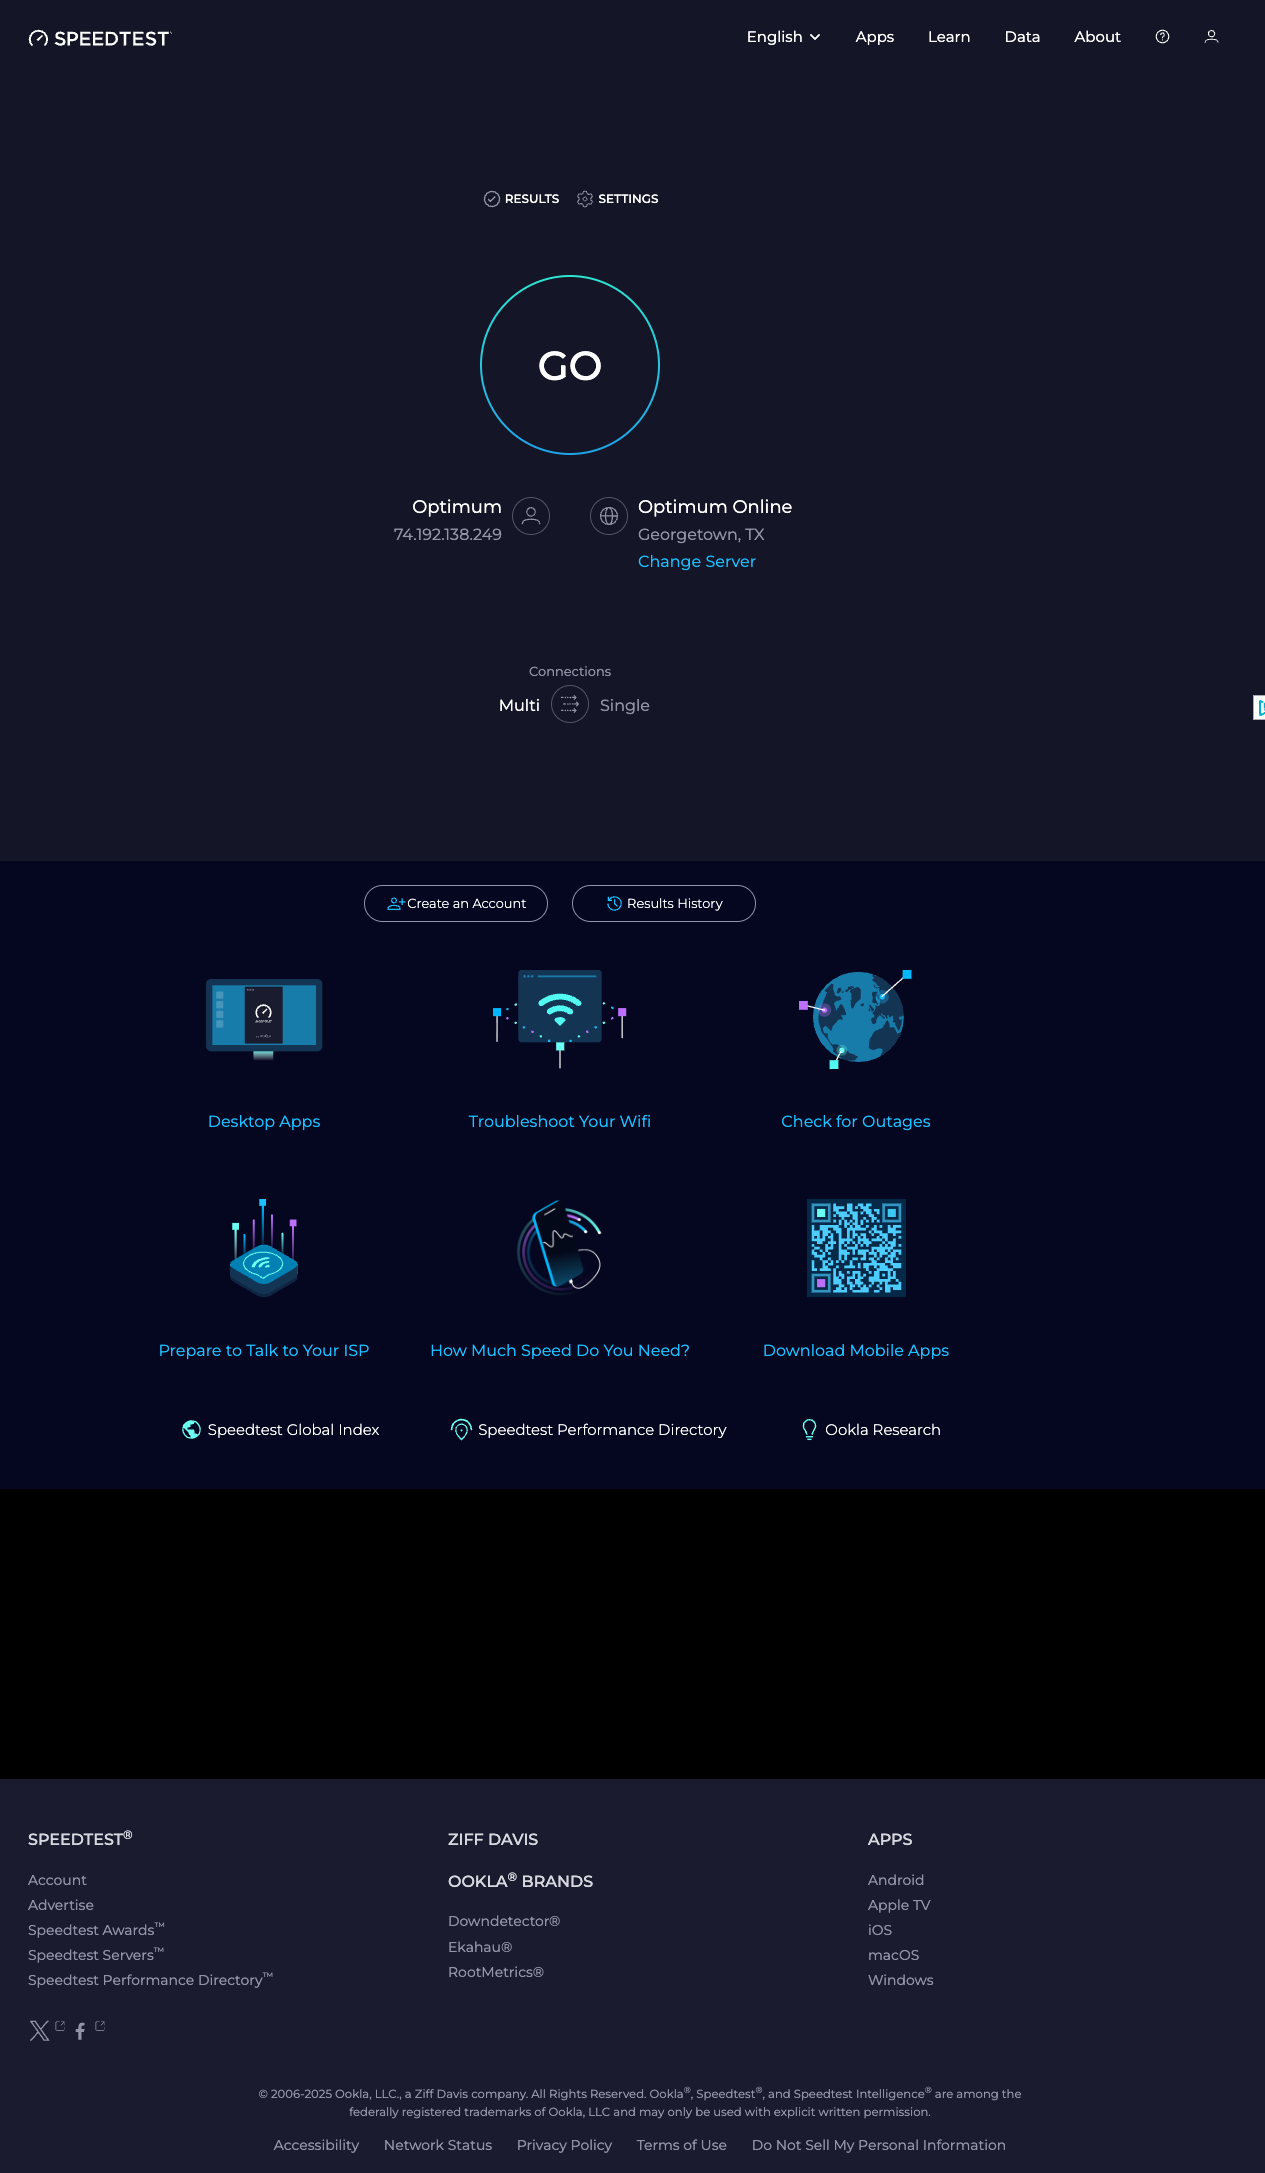 SPEEDTEST
English
Apps
Learn
Data
About
RESULTS
SETTINGS
GO
Optimum
74.192.138.249
Optimum Online
Georgetown, TX
Change Server
Connections
Multi
Single
Create an Account
Results History
Desktop Apps
Troubleshoot Your Wifi
Check for Outages
Prepare to Talk to Your ISP
How Much Speed Do You Need?
Download Mobile Apps
Speedtest Global Index
Speedtest Performance Directory
Ookla Research
SPEEDTEST®
Account
Advertise
Speedtest Awards™
Speedtest Servers™
Speedtest Performance Directory™
ZIFF DAVIS
OOKLA® BRANDS
Downdetector®
Ekahau®
RootMetrics®
APPS
Android
Apple TV
iOS
macOS
Windows
© 2006-2025 Ookla, LLC., a Ziff Davis company. All Rights Reserved. Ookla®, Speedtest®, and Speedtest Intelligence® are among the
federally registered trademarks of Ookla, LLC and may only be used with explicit written permission.
Accessibility
Network Status
Privacy Policy
Terms of Use
Do Not Sell My Personal Information